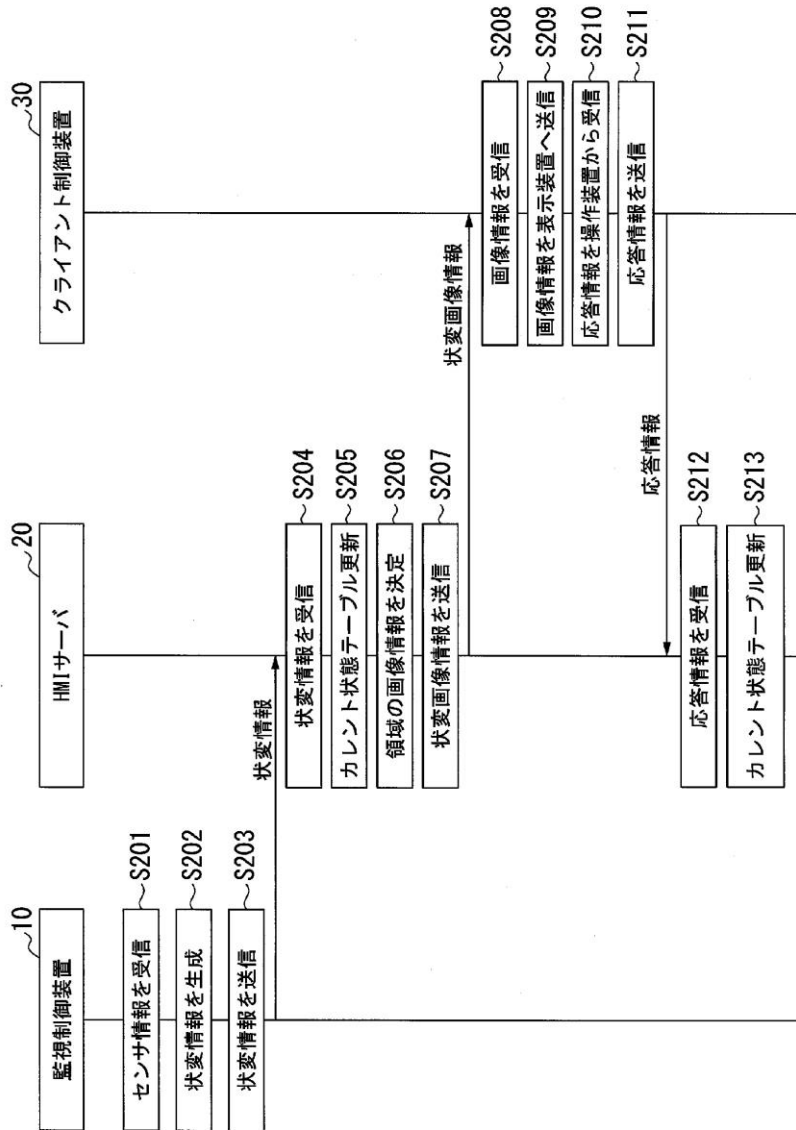 10
監視制御装置
20
HMIサーバ
30
クライアント制御装置
センサ情報を受信
S201
状変情報を生成
S202
状変情報を送信
S203
状変情報
状変情報を受信
S204
カレント状態テーブル更新
S205
領域の画像情報を決定
S206
状変画像情報を送信
S207
状変画像情報
画像情報を受信
S208
画像情報を表示装置へ送信
S209
応答情報を操作装置から受信
S210
応答情報を送信
S211
応答情報
応答情報を受信
S212
カレント状態テーブル更新
S213